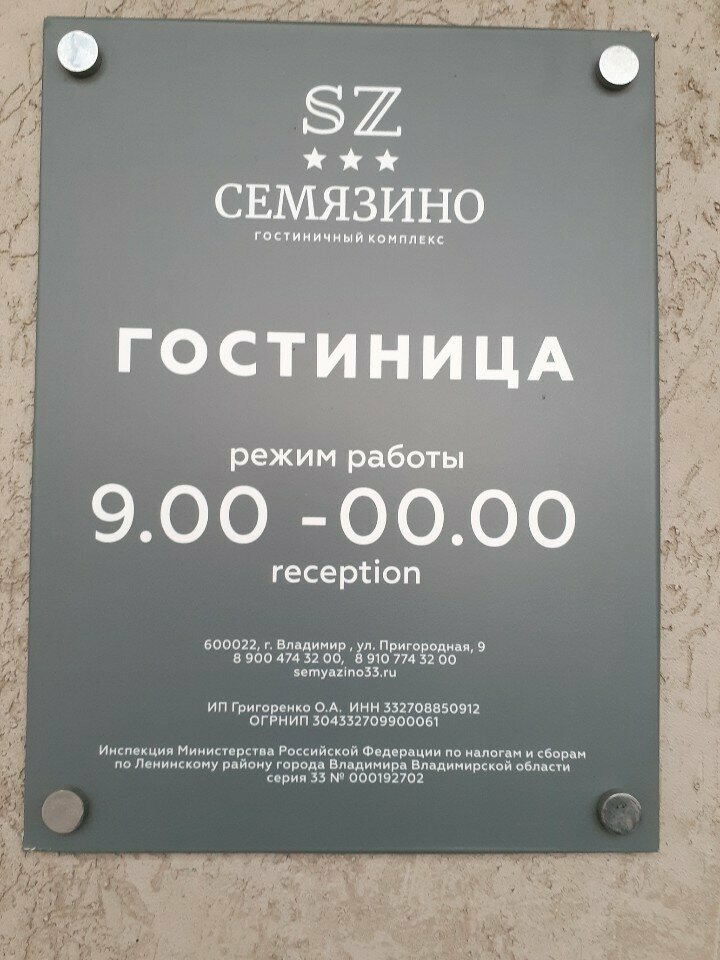 SZ
СЕМЯЗИНО
ГОСТИНИЧНЫЙ КОМПЛЕКС
ГОСТИНИЦА
режим работы
9.00 -00.00
reception
600022, г. Владимир , ул. Пригородная, 9
8 900 474 32 00, 8 910 774 32 00
semyazino33.ru
ИП Григоренко О.А. ИНН 332708850912
ОГРНИП 304332709900061
Инспекция Министерства Российской Федерации по налогам и сборам
по Ленинскому району города Владимира Владимирской области
серия 33 № 000192702